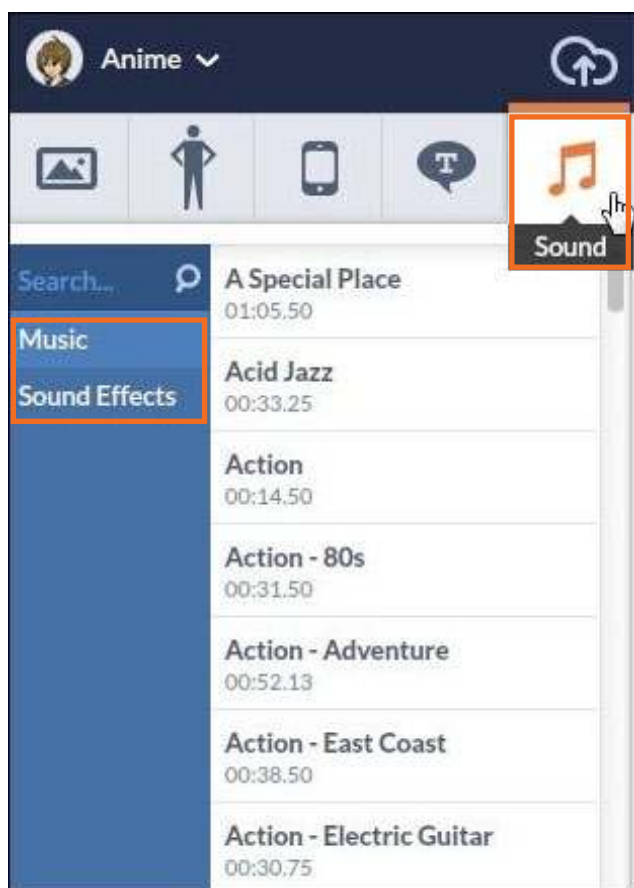 Anime
T
Sound
Search...
Music
Sound Effects
A Special Place
01:05.50
Acid Jazz
00:33.25
Action
00:14.50
Action - 80s
00:31.50
Action - Adventure
00:52.13
Action - East Coast
00:38.50
Action - Electric Guitar
00:30.75